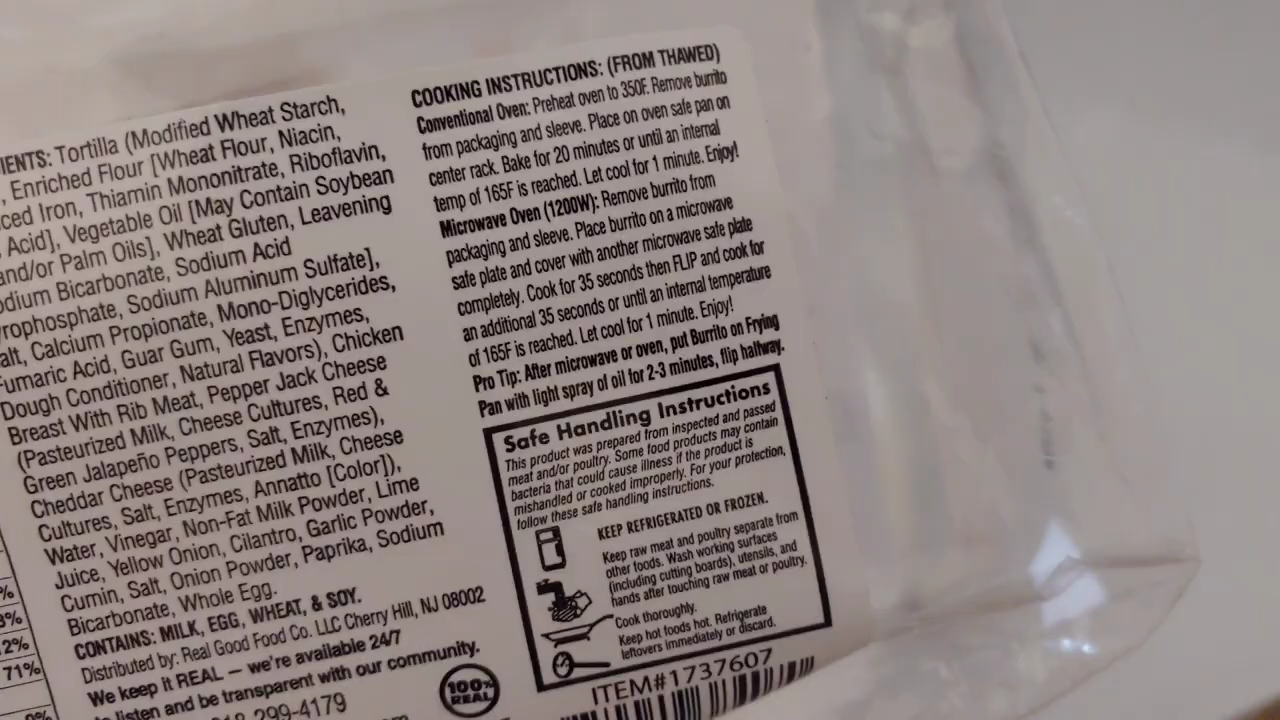 IENTS: Tortilla (Modified Wheat Starch,
, Enriched Flour [Wheat Flour, Niacin,
ced Iron, Thiamin Mononitrate, Riboflavin,
Acid], Vegetable Oil [May Contain Soybean
and/or Palm Oils], Wheat Gluten, Leavening
odium Bicarbonate, Sodium Acid
rophosphate, Sodium Aluminum Sulfate],
alt, Calcium Propionate, Mono-Diglycerides,
Fumaric Acid, Guar Gum, Yeast, Enzymes,
Dough Conditioner, Natural Flavors), Chicken
Breast With Rib Meat, Pepper Jack Cheese
(Pasteurized Milk, Cheese Cultures, Red &
Green Jalapeño Peppers, Salt, Enzymes),
Cheddar Cheese (Pasteurized Milk, Cheese
Cultures, Salt, Enzymes, Annatto [Color]),
Water, Vinegar, Non-Fat Milk Powder, Lime
Juice, Yellow Onion, Cilantro, Garlic Powder,
Cumin, Salt, Onion Powder, Paprika, Sodium
Bicarbonate, Whole Egg.
CONTAINS: MILK, EGG, WHEAT, & SOY.
Distributed by: Real Good Food Co. LLC Cherry Hill, NJ 08002
We keep it REAL – we're available 24/7
to listen and be transparent with our community.
299-4179
100%
REAL
%
3%
2%
71%
0%
COOKING INSTRUCTIONS: (FROM THAWED)
Conventional Oven: Preheat oven to 350F. Remove burrito
from packaging and sleeve. Place on oven safe pan on
center rack. Bake for 20 minutes or until an internal
temp of 165F is reached. Let cool for 1 minute. Enjoy!
Microwave Oven (1200W): Remove burrito from
packaging and sleeve. Place burrito on a microwave
safe plate and cover with another microwave safe plate
completely. Cook for 35 seconds then FLIP and cook for
an additional 35 seconds or until an internal temperature
of 165F is reached. Let cool for 1 minute. Enjoy!
Pro Tip: After microwave or oven, put Burrito on Frying
Pan with light spray of oil for 2-3 minutes, flip halfway.
Safe Handling Instructions
This product was prepared from inspected and passed
meat and/or poultry. Some food products may contain
bacteria that could cause illness if the product is
mishandled or cooked improperly. For your protection,
follow these safe handling instructions.
KEEP REFRIGERATED OR FROZEN.
Keep raw meat and poultry separate from
other foods. Wash working surfaces
(including cutting boards), utensils, and
hands after touching raw meat or poultry.
Cook thoroughly.
Keep hot foods hot. Refrigerate
leftovers immediately or discard.
ITEM#1737607